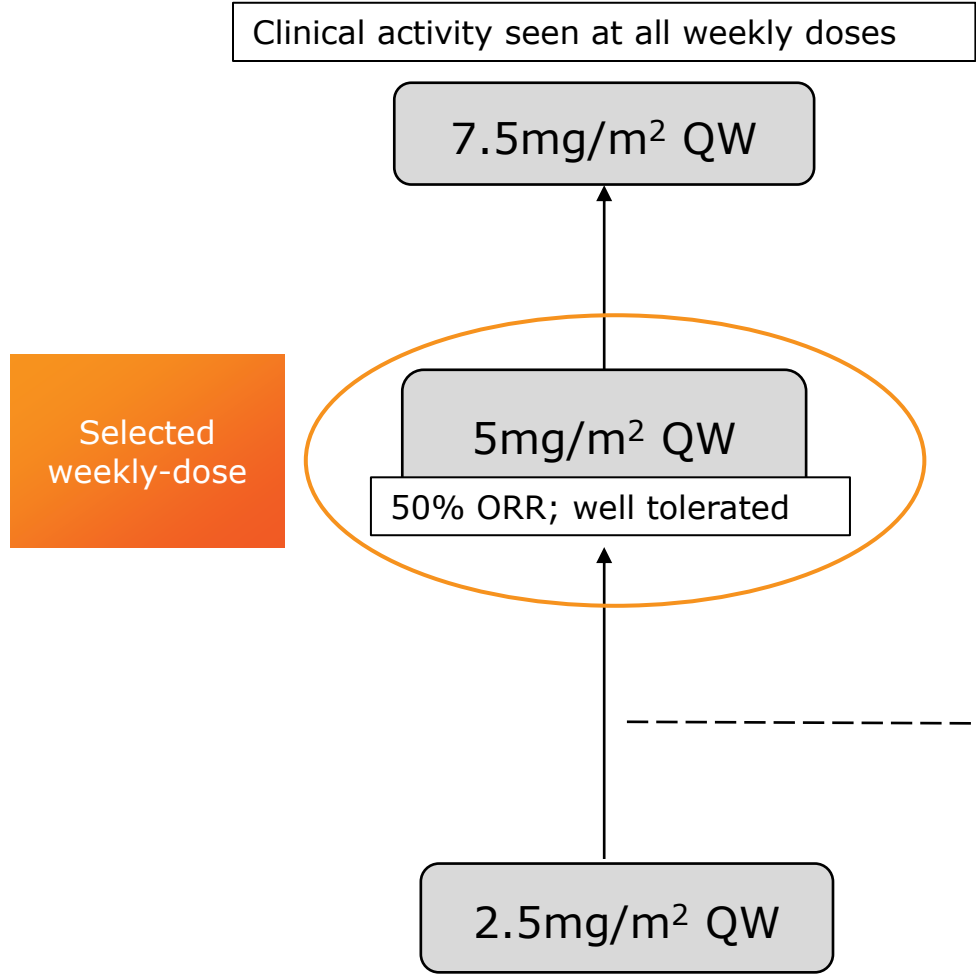 Clinical activity seen at all weekly doses
7.5mg/m² QW
Selected
weekly-dose
5mg/m² QW
50% ORR; well tolerated
2.5mg/m² QW